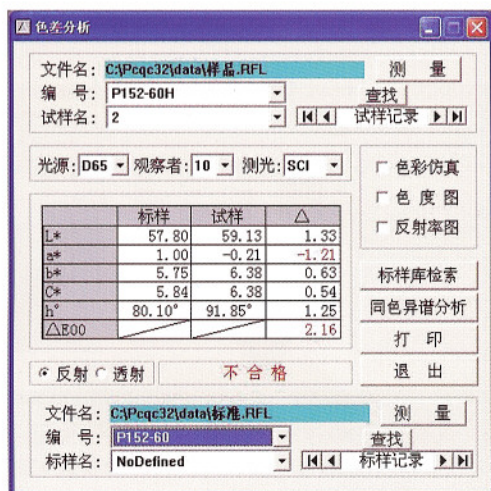 色差分析
文件名: C:\Pcqc32\data\样品.RFL 测 量
编 号: P152-60H 查找
试样名: 2 试样记录
光源: D65 观察者: 10 测光: SCI
色彩仿真
色 度 图
反射率图
标样 试样 △
L* 57.80 59.13 1.33
a* 1.00 -0.21 -1.21
b* 5.75 6.38 0.63
C* 5.84 6.38 0.54
h° 80.10° 91.85° 1.25
△E00 2.16
标样库检索
同色异谱分析
打 印
退 出
反射 透射 不 合 格
文件名: C:\Pcqc32\data\标准.RFL 测 量
编 号: P152-60 查找
标样名: NoDefined 标样记录